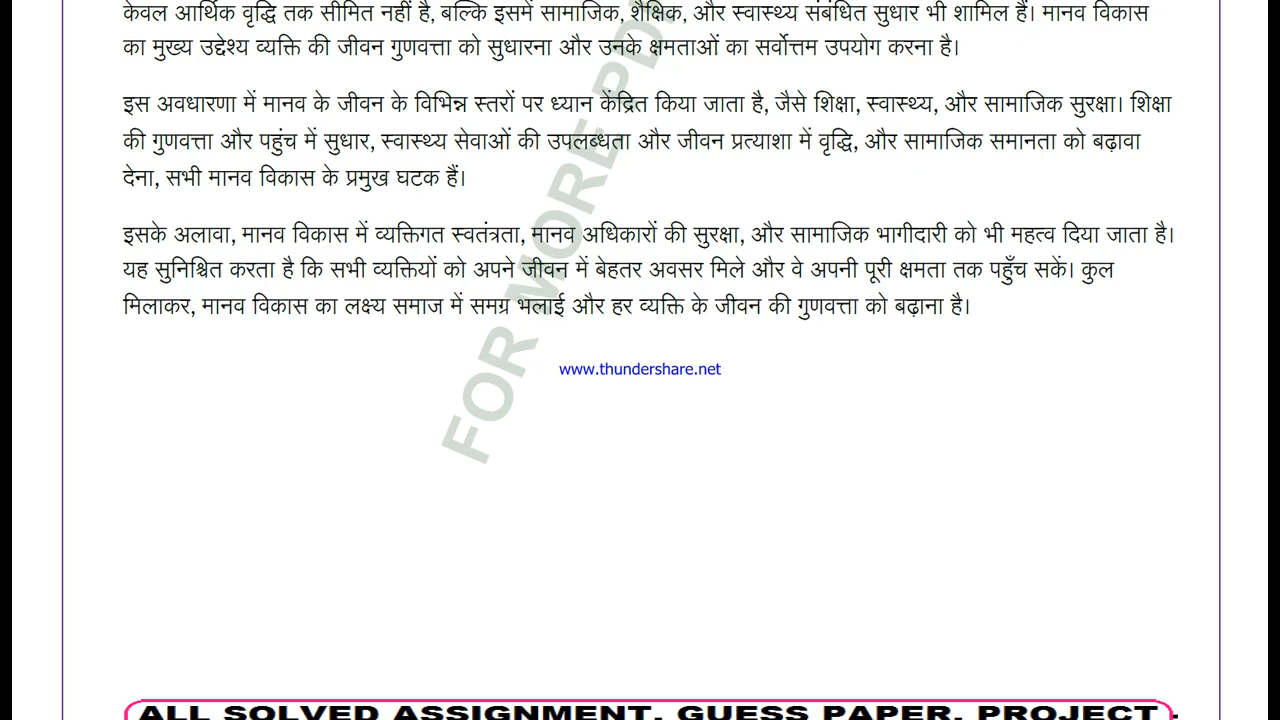 केवल आर्थिक वृद्धि तक सीमित नहीं है, बल्कि इसमें सामाजिक, शैक्षिक, और स्वास्थ्य संबंधित सुधार भी शामिल हैं। मानव विकास
का मुख्य उद्देश्य व्यक्ति की जीवन गुणवत्ता को सुधारना और उनके क्षमताओं का सर्वोत्तम उपयोग करना है।
इस अवधारणा में मानव के जीवन के विभिन्न स्तरों पर ध्यान केंद्रित किया जाता है, जैसे शिक्षा, स्वास्थ्य, और सामाजिक सुरक्षा। शिक्षा
की गुणवत्ता और पहुंच में सुधार, स्वास्थ्य सेवाओं की उपलब्धता और जीवन प्रत्याशा में वृद्धि, और सामाजिक समानता को बढ़ावा
देना, सभी मानव विकास के प्रमुख घटक हैं।
इसके अलावा, मानव विकास में व्यक्तिगत स्वतंत्रता, मानव अधिकारों की सुरक्षा, और सामाजिक भागीदारी को भी महत्व दिया जाता है।
यह सुनिश्चित करता है कि सभी व्यक्तियों को अपने जीवन में बेहतर अवसर मिले और वे अपनी पूरी क्षमता तक पहुँच सकें। कुल
मिलाकर, मानव विकास का लक्ष्य समाज में समग्र भलाई और हर व्यक्ति के जीवन की गुणवत्ता को बढ़ाना है।
FOR MORE PDF
www.thundershare.net
ALL SOLVED ASSIGNMENT, GUESS PAPER, PROJECT -